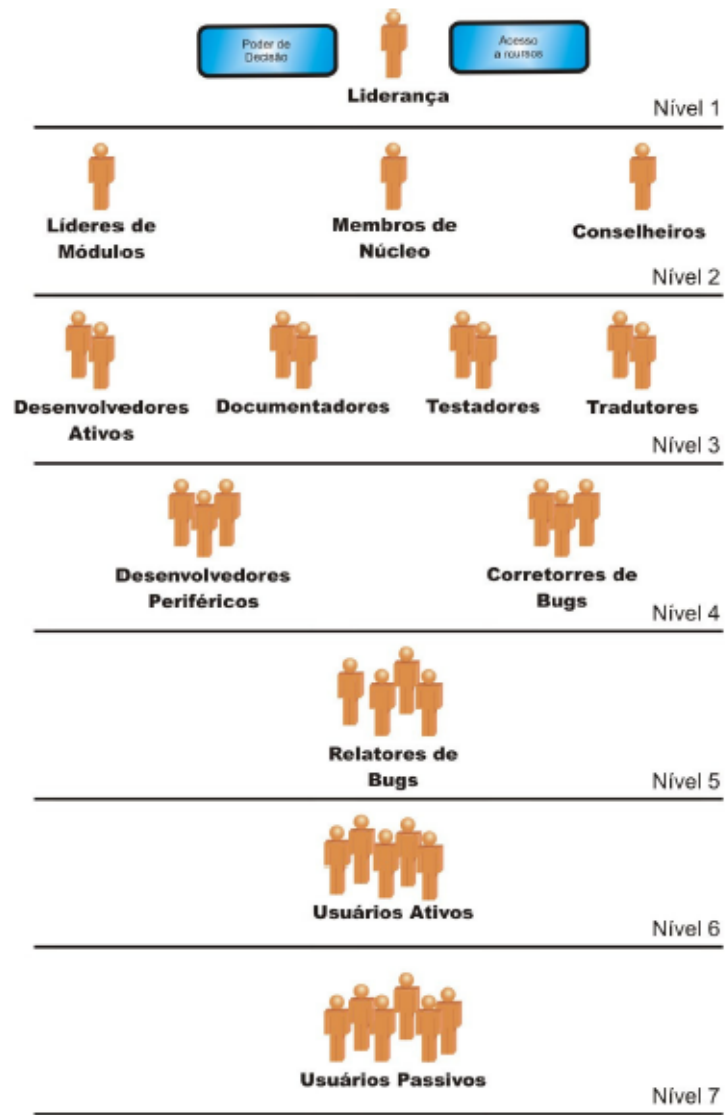 Poder de
Decisão
Acesso
a roursos
Liderança
Nível 1
Líderes de
Módulos
Membros de
Núcleo
Conselheiros
Nível 2
Desenvolvedores
Ativos
Documentadores
Testadores
Tradutores
Nível 3
Desenvolvedores
Periféricos
Corretorres de
Bugs
Nível 4
Relatores de
Bugs
Nível 5
Usuários Ativos
Nível 6
Usuários Passivos
Nível 7